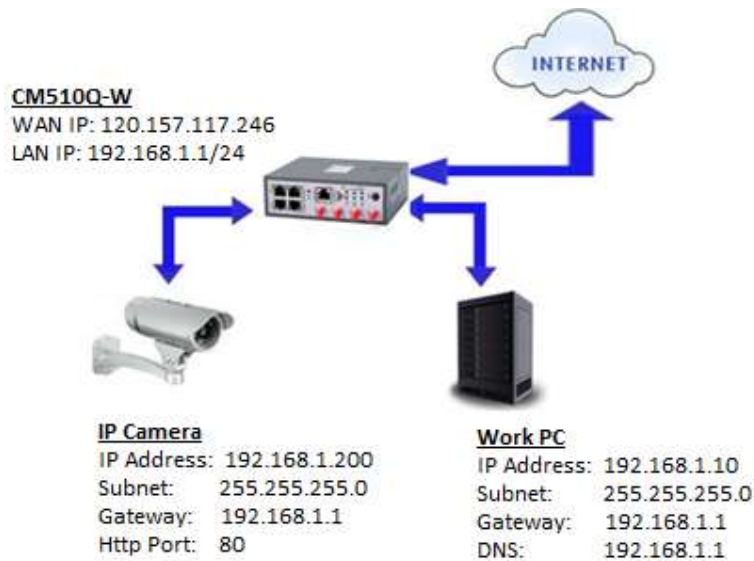 INTERNET
CM510Q-W
WAN IP: 120.157.117.246
LAN IP: 192.168.1.1/24
IP Camera
IP Address: 192.168.1.200
Subnet: 255.255.255.0
Gateway: 192.168.1.1
Http Port: 80
Work PC
IP Address: 192.168.1.10
Subnet: 255.255.255.0
Gateway: 192.168.1.1
DNS: 192.168.1.1